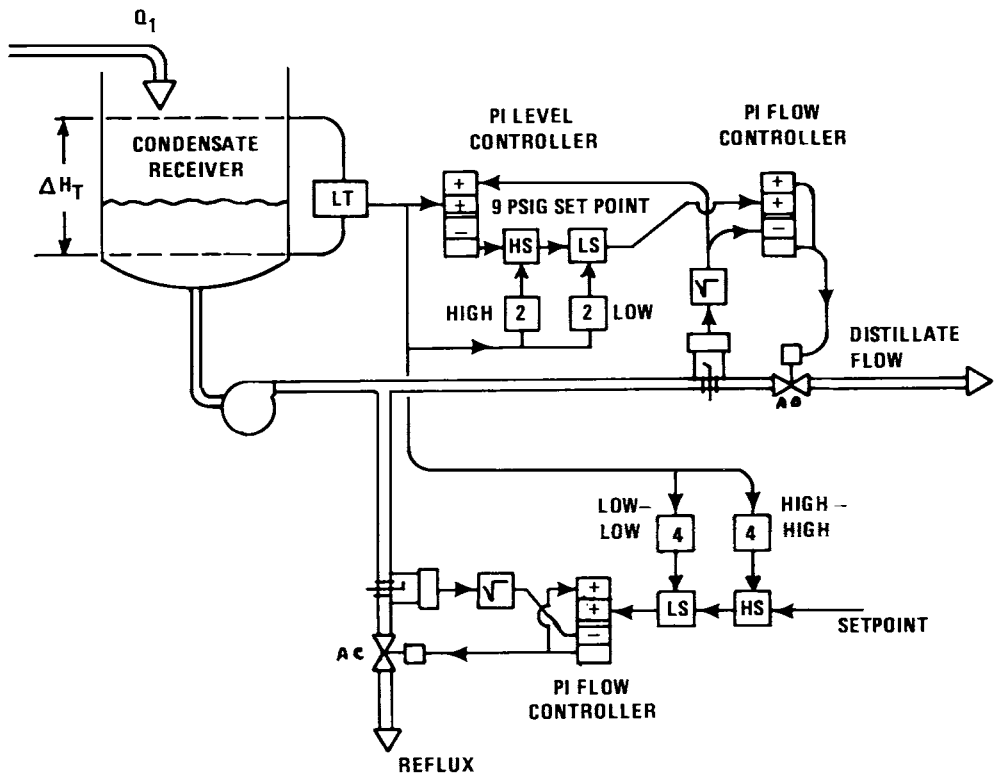 Q1
CONDENSATE
RECEIVER
ΔHT
LT
PI LEVEL
CONTROLLER
PI FLOW
CONTROLLER
+
+
−
9 PSIG SET POINT
HS
LS
+
+
−
HIGH
2
2
LOW
√
DISTILLATE
FLOW
AO
LOW–
LOW
4
4
HIGH –
HIGH
√
+
+
−
LS
HS
SETPOINT
AC
PI FLOW
CONTROLLER
REFLUX